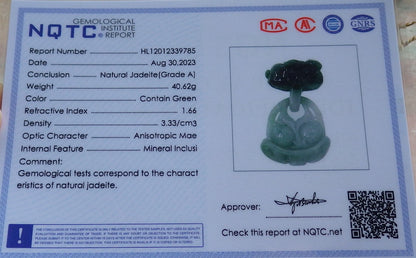 NQTC GEMOLOGICAL
INSTITUTE
REPORT
MA
GNRS
Report Number HL12012339785
Date Aug 30.2023
Conclusion Natural Jadeite(Grade A)
Weight 40.62g
Color Contain Green
Refractive Index 1.66
Density 3.33/cm3
Optic Character Anisotropic Mae
Internal Feature Mineral Inclusi
Comment:
Gemological tests correspond to the charact
eristics of natural jadeite.
Approver:
Check this report at NQTC.net